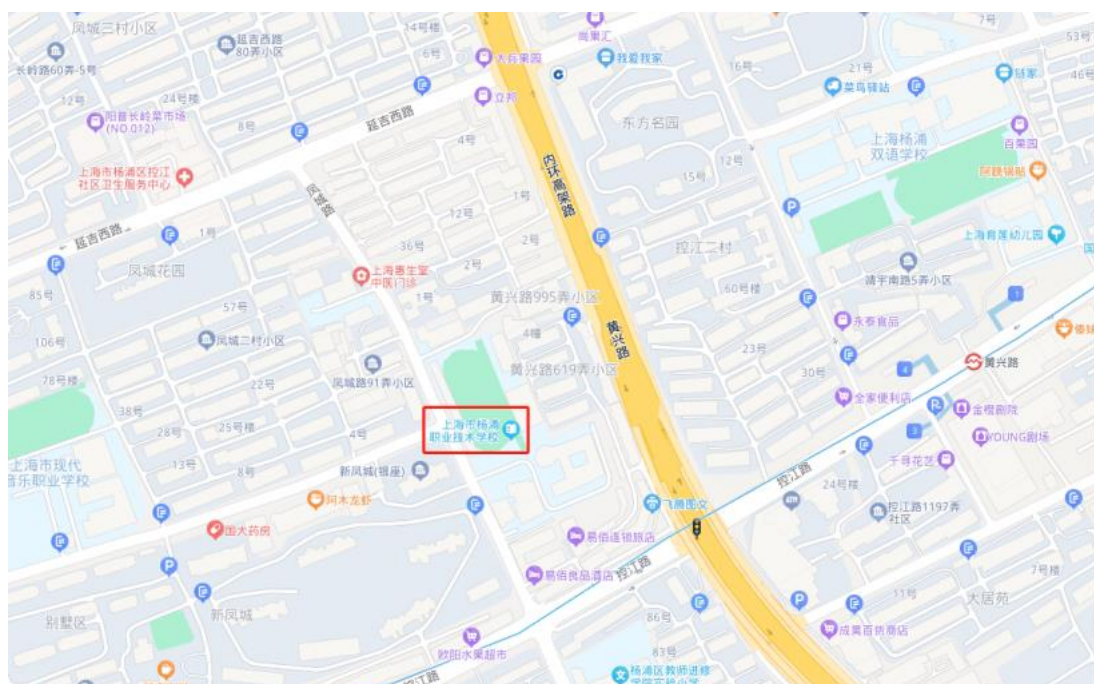 凤城三村小区
延吉西路
80弄小区
14号楼
6号
大兵果园
尚果汇
我爱我家
16号
7号
53号
21号
菜鸟驿站
链家
46号
长岭路60弄-5号
12号
24号楼
阳普长岭菜市场
(NO.012)
8号
立邦
延吉西路
4号
东方名园
上海杨浦
双语学校
百果园
上海市杨浦区控江
社区卫生服务中心
凤城路
内环高架路
12号
15号
1号
12号
延吉西路
1号
36号
2号
2号
控江二村
上海育莲幼儿园
凤城花园
上海惠生堂
中医门诊
1号
靖宇南路5弄小区
85号
57号
黄兴路995弄小区
60号楼
1
106号
凤城二村小区
4幢
黄兴路
永泰食品
23号
78号楼
22号
凤城路91弄小区
黄兴路619弄小区
30号
4
黄兴路
38号
全家便利店
金橙剧院
上海市杨浦
职业技术学校
28号
25号楼
4号
3
YOUNG剧场
上海市现代
音乐职业学校
13号
8号
新凤城(银座)
千寻花艺
控江路
24号楼
阿木龙虾
飞腾图文
控江路1197弄
社区
国大药房
易佰连锁旅店
易佰良品酒店
控江路
7号楼
11号
大居苑
别墅区
新凤城
86号
成昊百货商店
妙阳水果超市
83号
杨浦区教师进修
学院实验小学
控江路